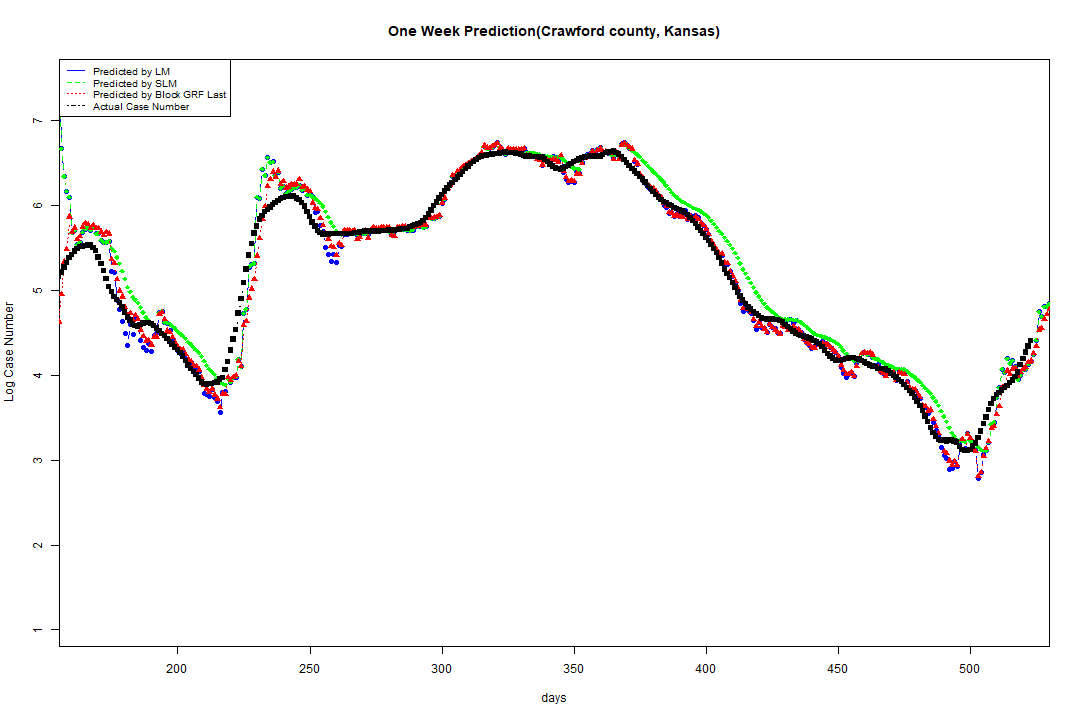 One Week Prediction(Crawford county, Kansas)
Predicted by LM
Predicted by SLM
Predicted by Block GRF Last
Actual Case Number
Log Case Number
7
6
5
4
3
2
1
200 250 300 350 400 450 500
days